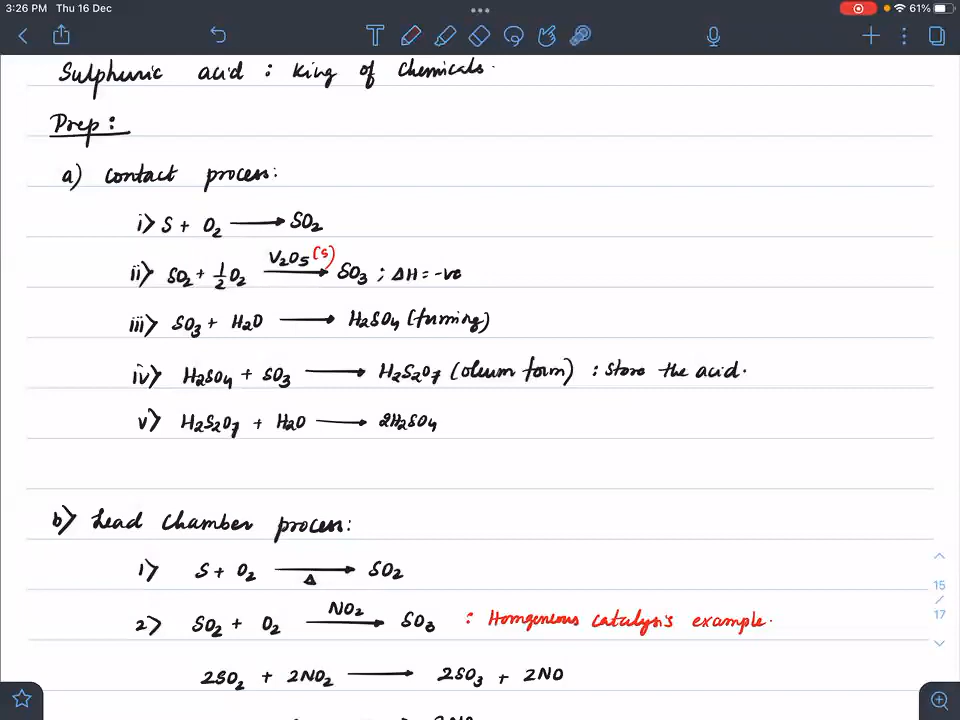 3:26 PM Thu 16 Dec
61%
Sulphuric acid : King of Chemicals.
Prep :
a) Contact process:
i> S + O₂ ⟶ SO₂
ii> SO₂ + 1/2 O₂ V₂O₅ (s) ⟶ SO₃ ; ΔH = -ve
iii> SO₃ + H₂O ⟶ H₂SO₄ (fuming)
iv> H₂SO₄ + SO₃ ⟶ H₂S₂O₇ (oleum form) : Store the acid.
v> H₂S₂O₇ + H₂O ⟶ 2H₂SO₄
b> Lead Chamber process:
1> S + O₂ ⟶ Δ SO₂
2> SO₂ + O₂ NO₂ ⟶ SO₃ : Homgeneous catalysis example.
2SO₂ + 2NO₂ ⟶ 2SO₃ + 2NO
15
/
17